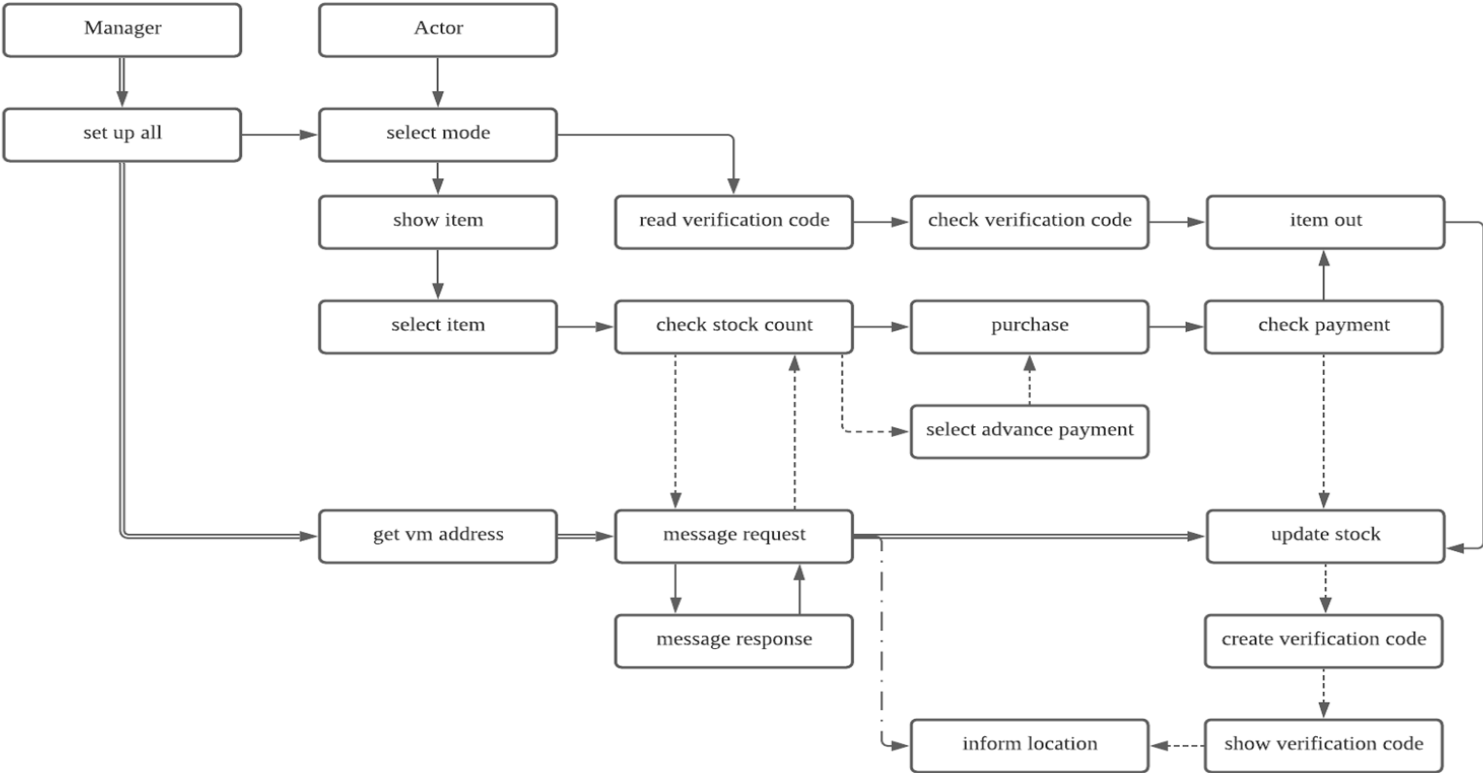 Manager
Actor
set up all
select mode
show item
read verification code
check verification code
item out
select item
check stock count
purchase
check payment
select advance payment
get vm address
message request
update stock
message response
create verification code
inform location
show verification code